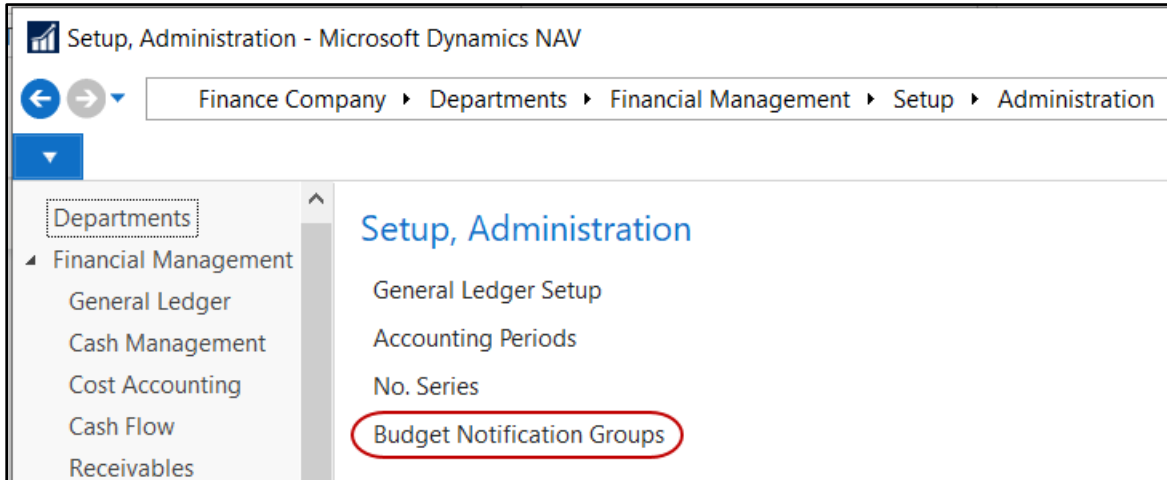 Setup, Administration - Microsoft Dynamics NAV
Finance Company Departments Financial Management Setup Administration
Departments
Financial Management
General Ledger
Cash Management
Cost Accounting
Cash Flow
Receivables
Setup, Administration
General Ledger Setup
Accounting Periods
No. Series
Budget Notification Groups